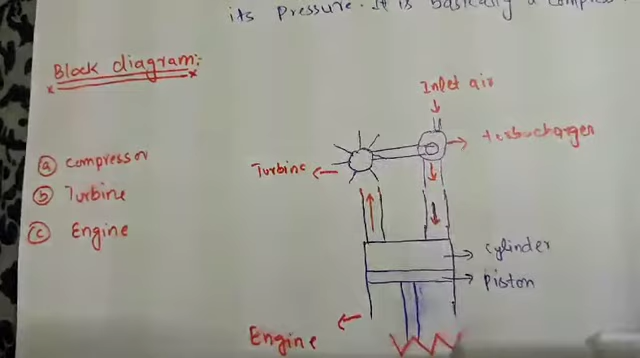 its pressure. It is basically a
Block diagram:
Inlet air
turbocharger
Turbine
ⓐ compressor
ⓑ Turbine
ⓒ Engine
cylinder
piston
Engine